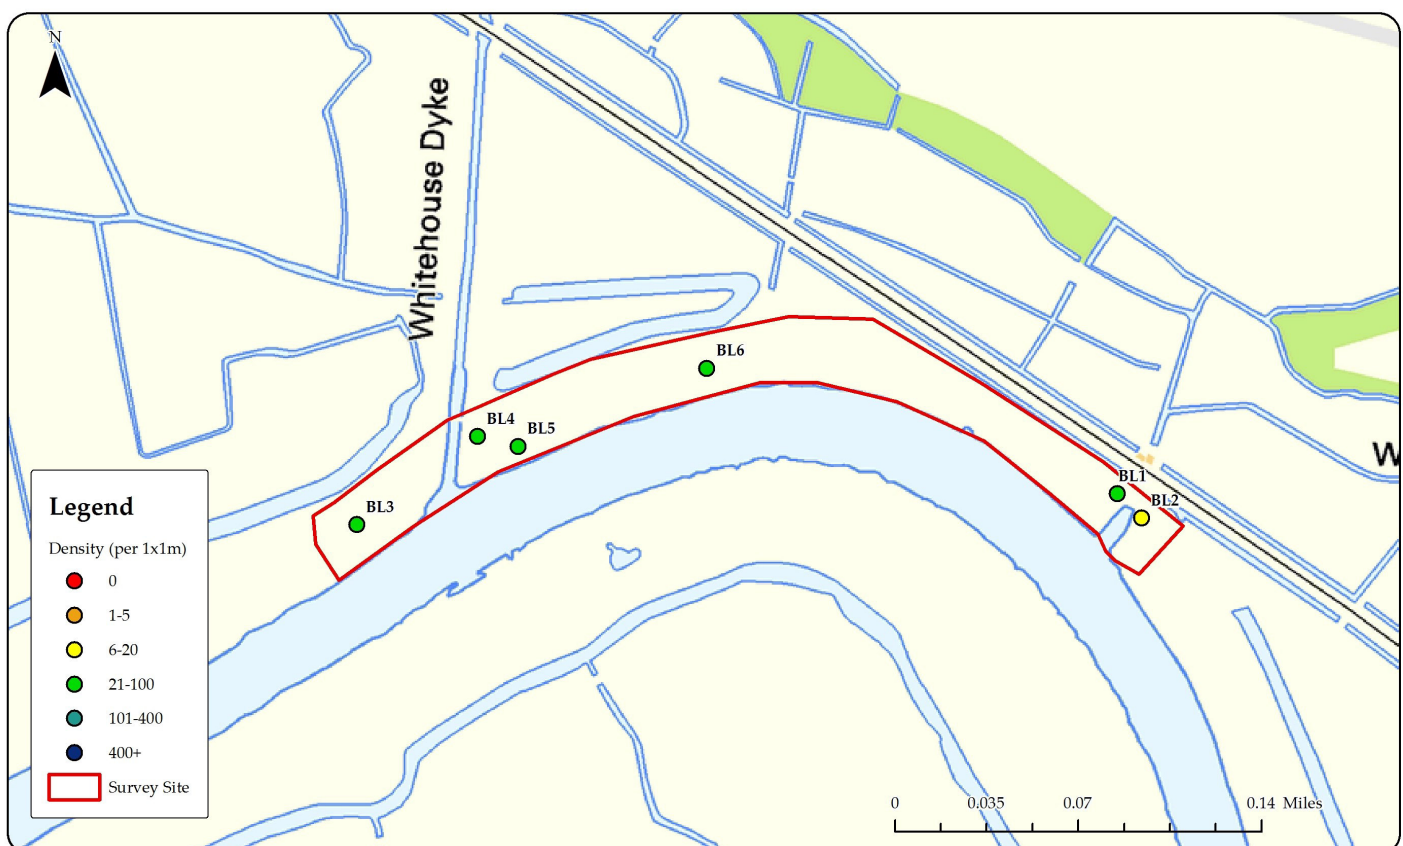 N
Whitehouse Dyke
BL6
BL4
BL5
BL1
BL2
BL3
W
Legend
Density (per 1x1m)
0
1-5
6-20
21-100
101-400
400+
Survey Site
0 0.035 0.07 0.14 Miles